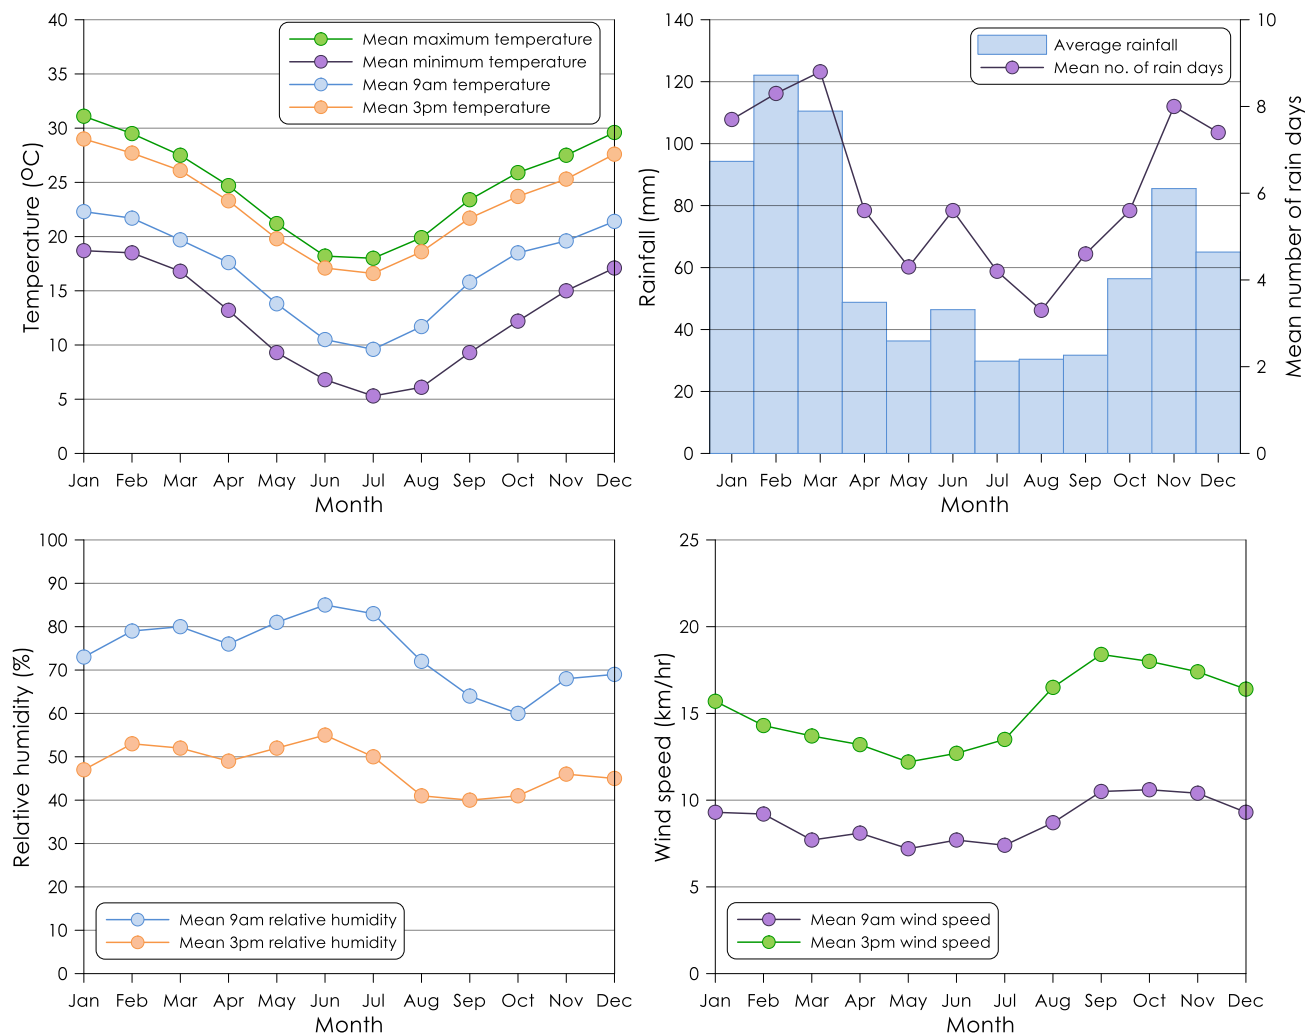 40
35
30
25
20
15
10
5
0
Temperature (OC)
Mean maximum temperature
Mean minimum temperature
Mean 9am temperature
Mean 3pm temperature
Jan Feb Mar Apr May Jun Jul Aug Sep Oct Nov Dec
Month
140
120
100
80
60
40
20
0
Rainfall (mm)
Average rainfall
Mean no. of rain days
10
8
6
4
2
0
Mean number of rain days
Jan Feb Mar Apr May Jun Jul Aug Sep Oct Nov Dec
Month
100
90
80
70
60
50
40
30
20
10
0
Relative humidity (%)
Mean 9am relative humidity
Mean 3pm relative humidity
Jan Feb Mar Apr May Jun Jul Aug Sep Oct Nov Dec
Month
25
20
15
10
5
0
Wind speed (km/hr)
Mean 9am wind speed
Mean 3pm wind speed
Jan Feb Mar Apr May Jun Jul Aug Sep Oct Nov Dec
Month